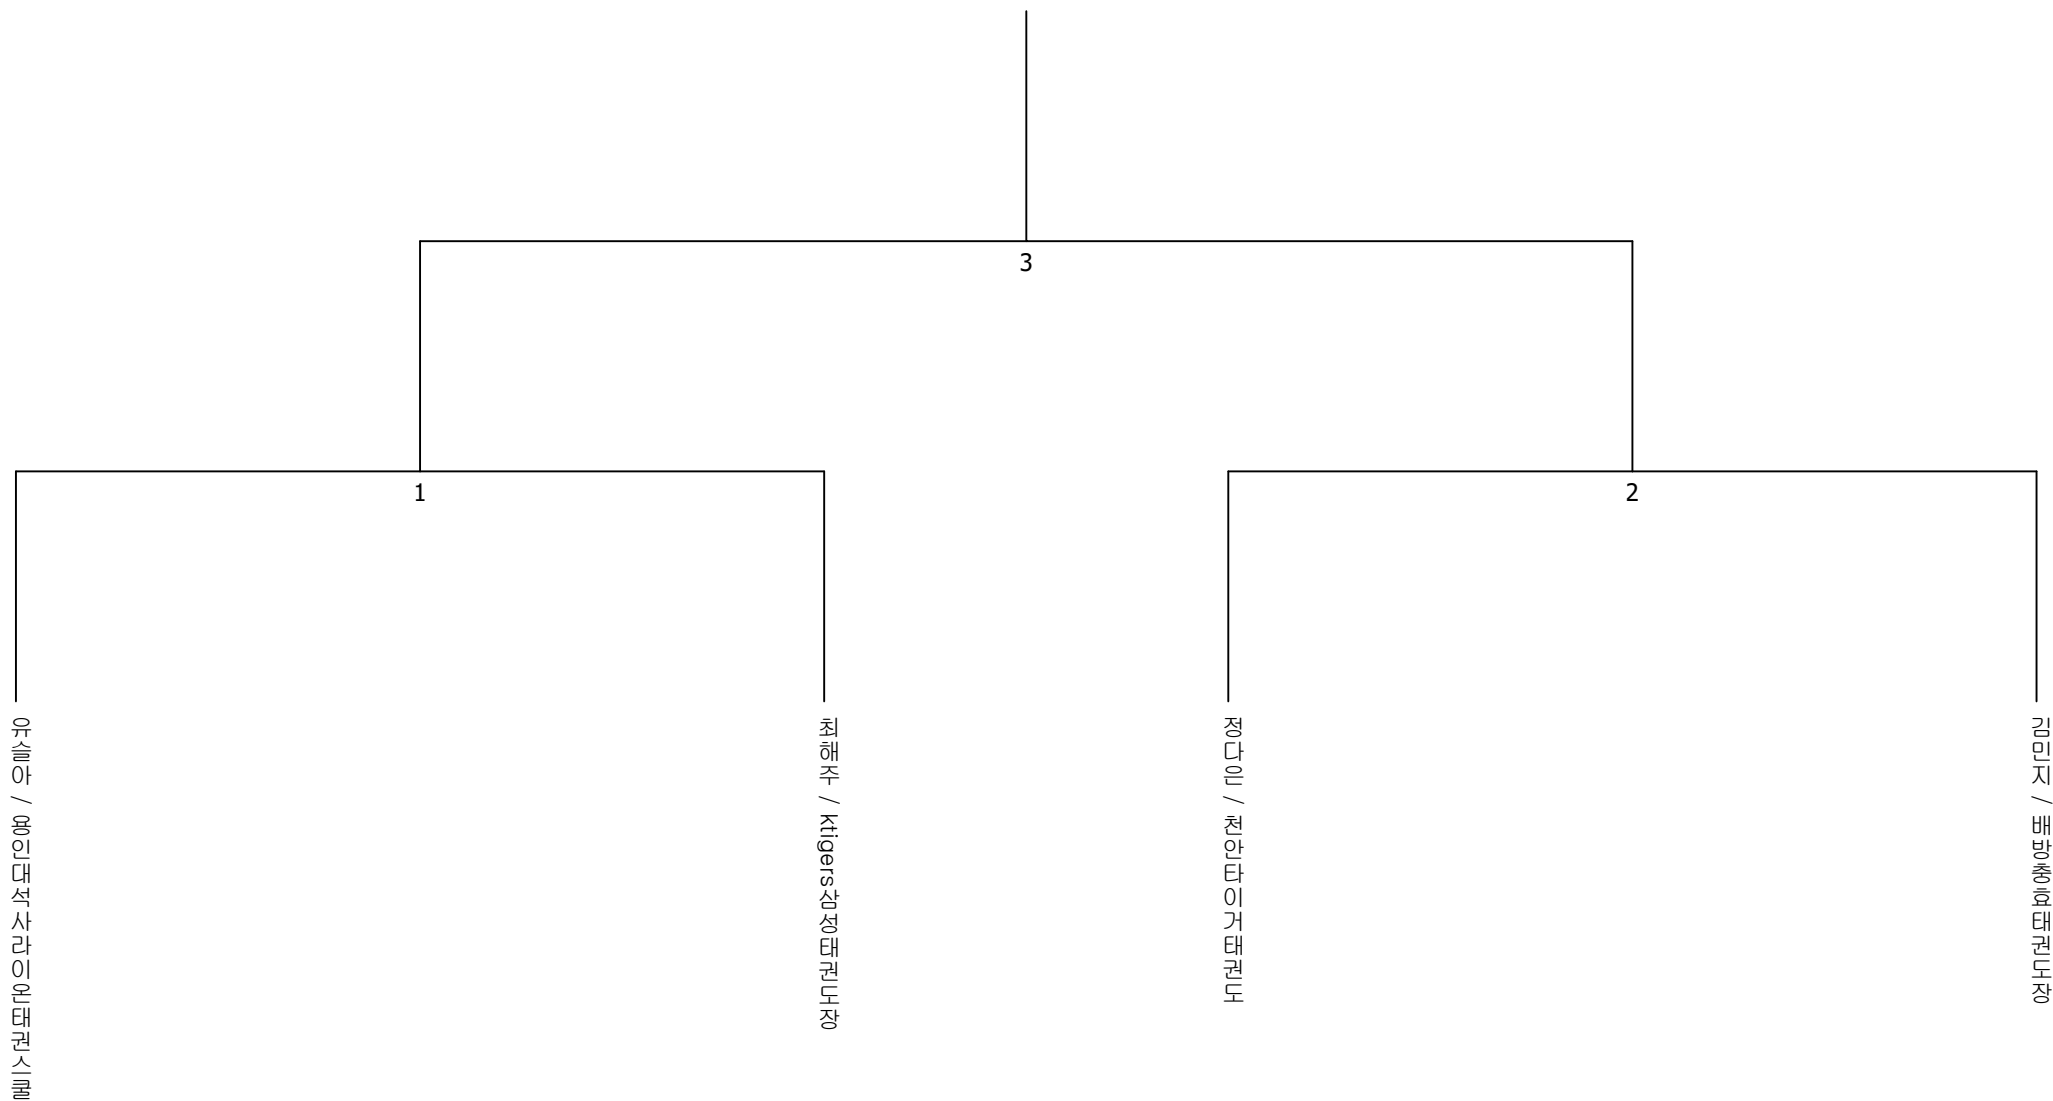 3
1
2
유슬아 / 용인대석사라이온태권스쿨
최해주 / ktigers삼성태권도장
정다은 / 천안타이거태권도
김민지 / 배방충효태권도장